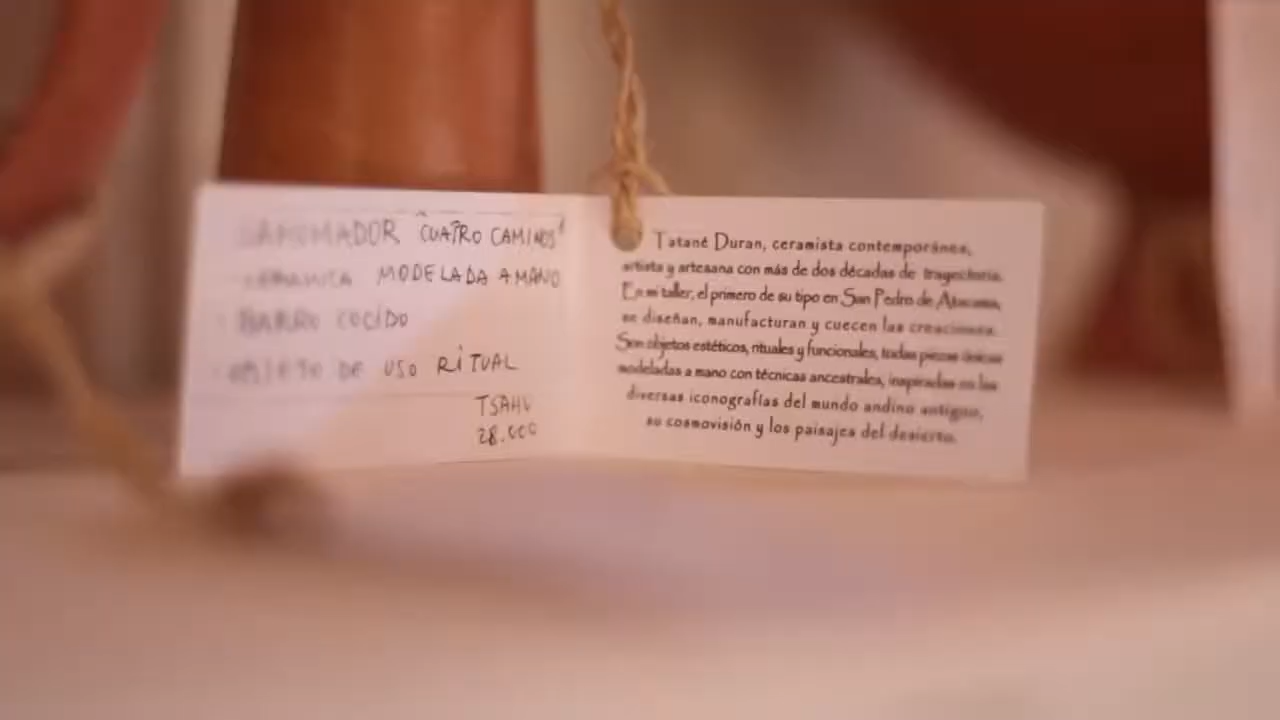 SAHUMADOR "CUATRO CAMINOS"
CERAMICA MODELADA A MANO
BARRO COCIDO
OBJETO DE USO RITUAL
28.000
Tatané Duran, ceramista contemporánea,
artista y artesana con más de dos décadas de trayectoria.
En mi taller, el primero de su tipo en San Pedro de Atacama,
se diseñan, manufacturan y cuecen las creaciones.
Son objetos estéticos, rituales y funcionales, todas piezas únicas
modeladas a mano con técnicas ancestrales, inspiradas en las
diversas iconografías del mundo andino antiguo,
su cosmovisión y los paisajes del desierto.